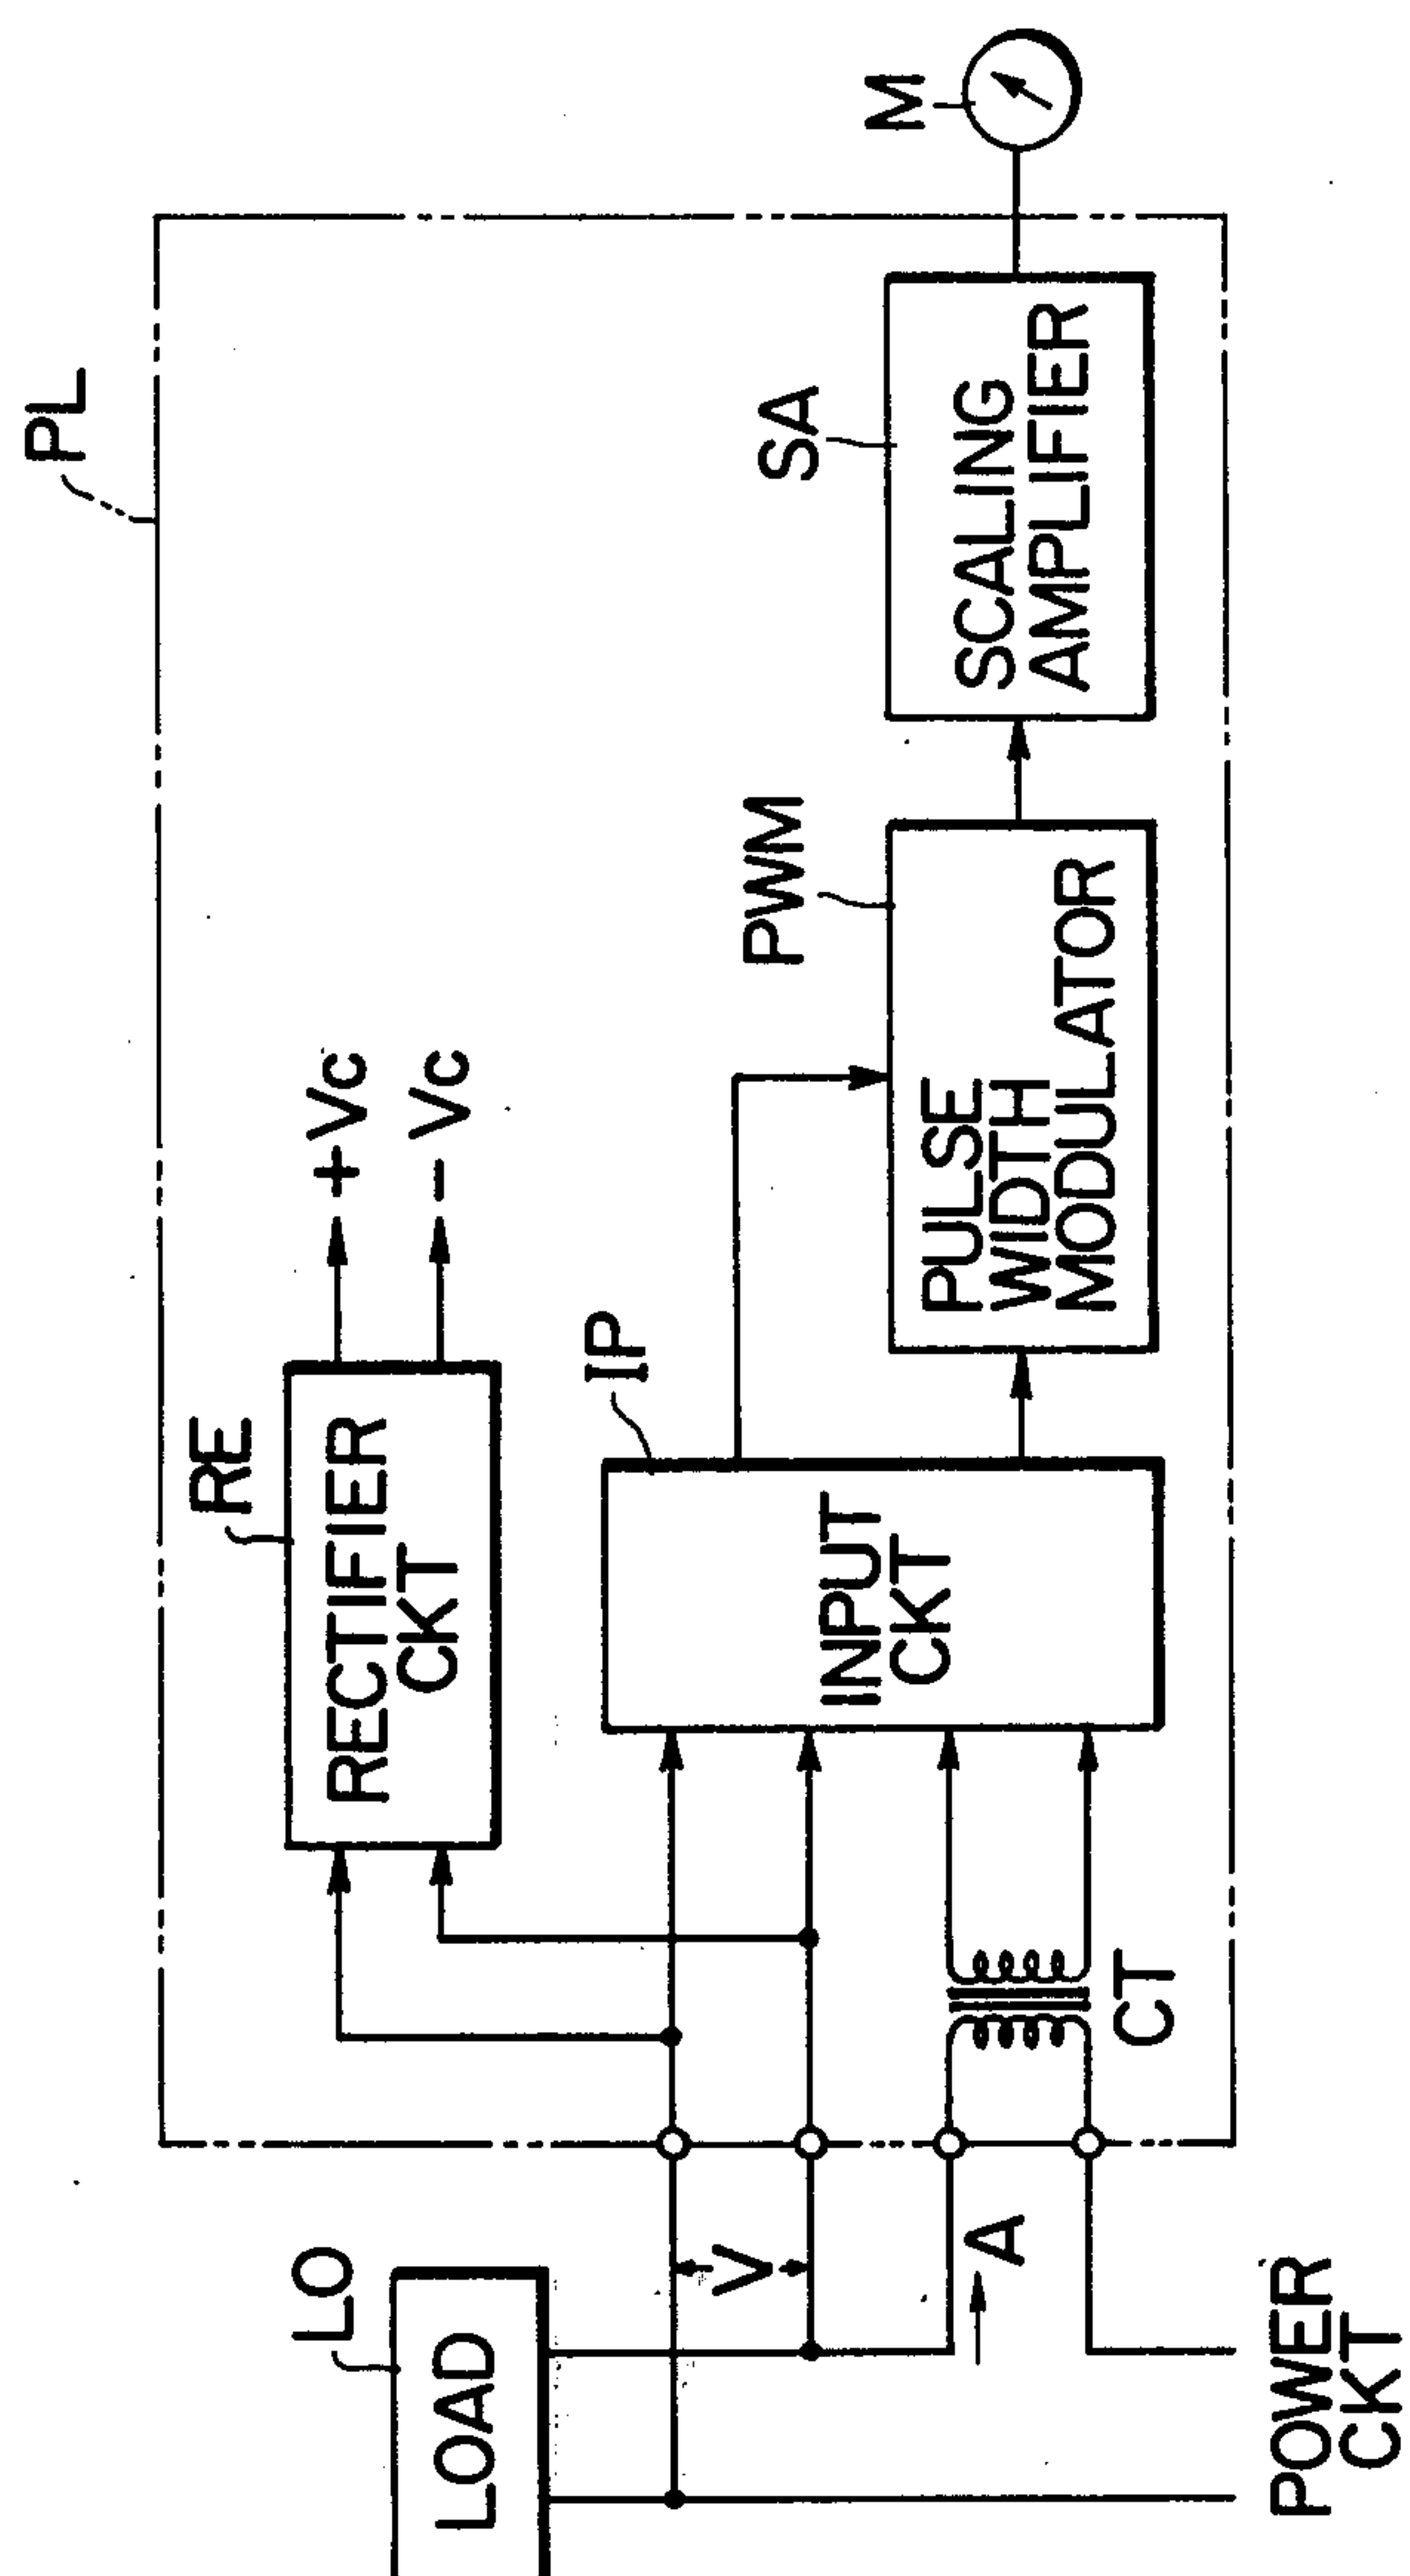 PL
RE
RECTIFIER
CKT
+ Vc
- Vc
LO
LOAD
V
IP
INPUT
CKT
PWM
PULSE
WIDTH
MODULATOR
SA
SCALING
AMPLIFIER
M
A
CT
POWER
CKT